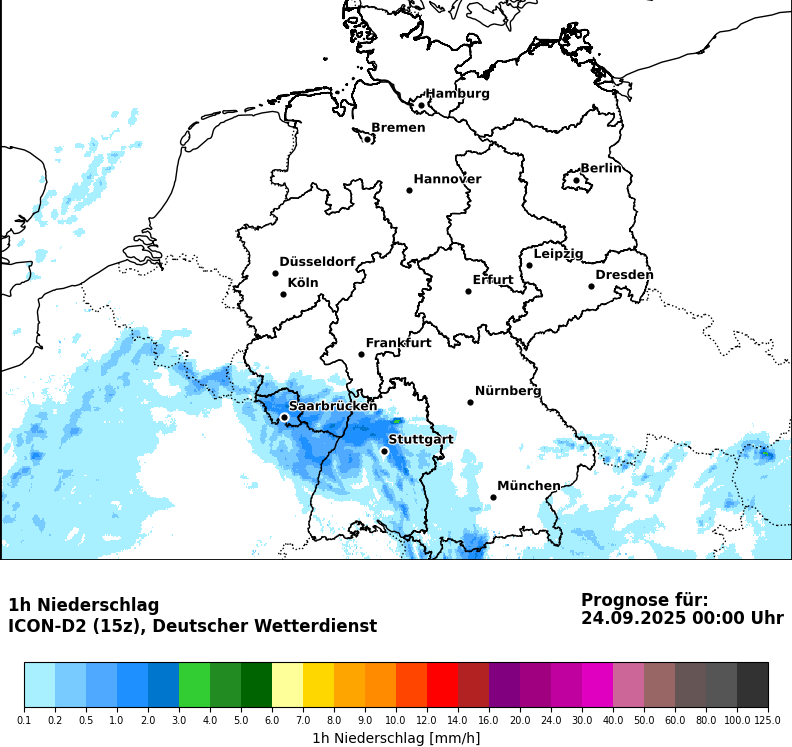 Hamburg
Bremen
Berlin
Hannover
Leipzig
Düsseldorf
Dresden
Köln
Erfurt
Frankfurt
Nürnberg
Saarbrücken
Stuttgart
München
1h Niederschlag
ICON-D2 (15z), Deutscher Wetterdienst
Prognose für:
24.09.2025 00:00 Uhr
0.1 0.2 0.5 1.0 2.0 3.0 4.0 5.0 6.0 7.0 9.0 10.0 12.0 14.0 16.0 20.0 24.0 30.0 40.0 50.0 60.0 80.0 100.0 125.0
1h Niederschlag [mm/h]